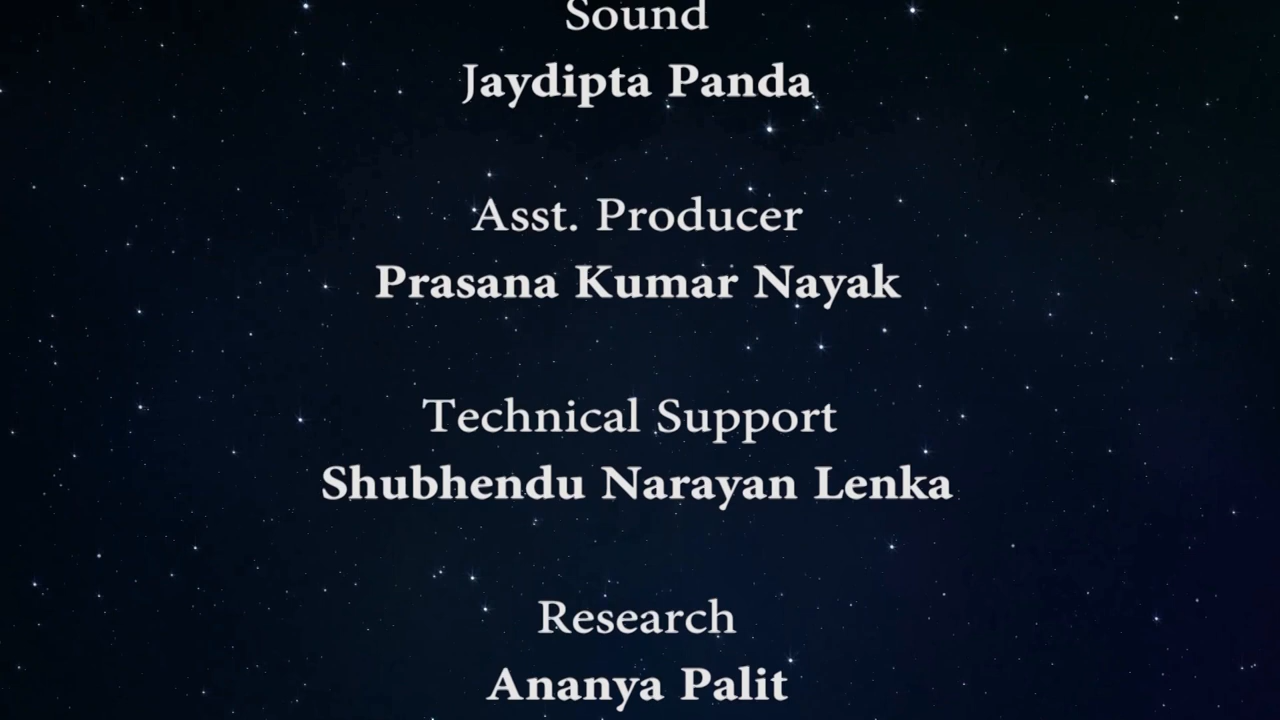 Sound
Jaydipta Panda
Asst. Producer
Prasana Kumar Nayak
Technical Support
Shubhendu Narayan Lenka
Research
Ananya Palit